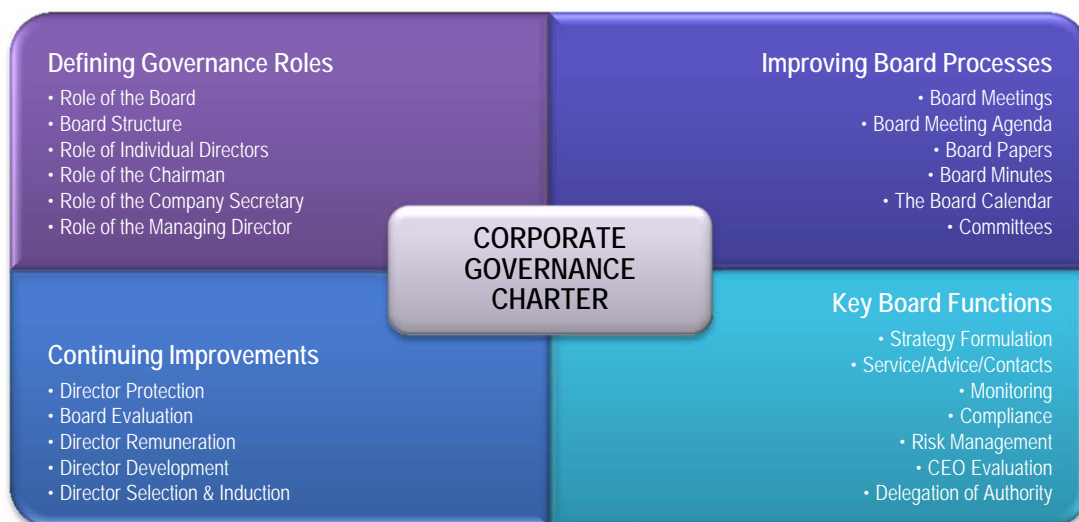 Defining Governance Roles
• Role of the Board
• Board Structure
• Role of Individual Directors
• Role of the Chairman
• Role of the Company Secretary
• Role of the Managing Director
Improving Board Processes
• Board Meetings
• Board Meeting Agenda
• Board Papers
• Board Minutes
• The Board Calendar
• Committees
CORPORATE
GOVERNANCE
CHARTER
Continuing Improvements
• Director Protection
• Board Evaluation
• Director Remuneration
• Director Development
• Director Selection & Induction
Key Board Functions
• Strategy Formulation
• Service/Advice/Contacts
• Monitoring
• Compliance
• Risk Management
• CEO Evaluation
• Delegation of Authority